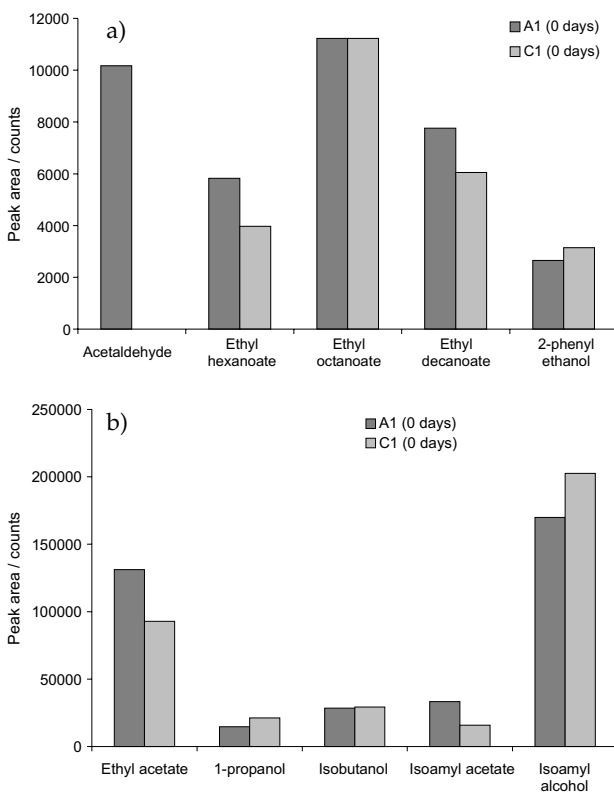 a)
A1 (0 days)
C1 (0 days)
Peak area / counts
12000
10000
8000
6000
4000
2000
0
Acetaldehyde
Ethyl
hexanoate
Ethyl
octanoate
Ethyl
decanoate
2-phenyl
ethanol
b)
A1 (0 days)
C1 (0 days)
Peak area / counts
250000
200000
150000
100000
50000
0
Ethyl acetate
1-propanol
Isobutanol
Isoamyl acetate
Isoamyl
alcohol